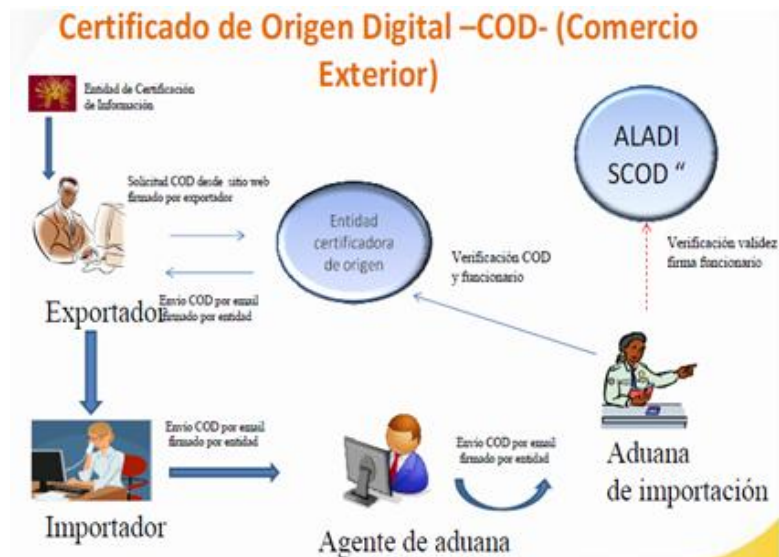 Certificado de Origen Digital –COD- (Comercio
Exterior)
Entidad de Certificación
de Información
ALADI
SCOD “
Solicitud COD desde sitio web
firmado por exportador
Entidad
certificadora
de origen
Verificación COD
y funcionario
Verificación validez
firma funcionario
Envío COD por email
firmado por entidad
Exportador
Envío COD por email
firmado por entidad
Envío COD por email
firmado por entidad
Aduana
de importación
Importador
Agente de aduana